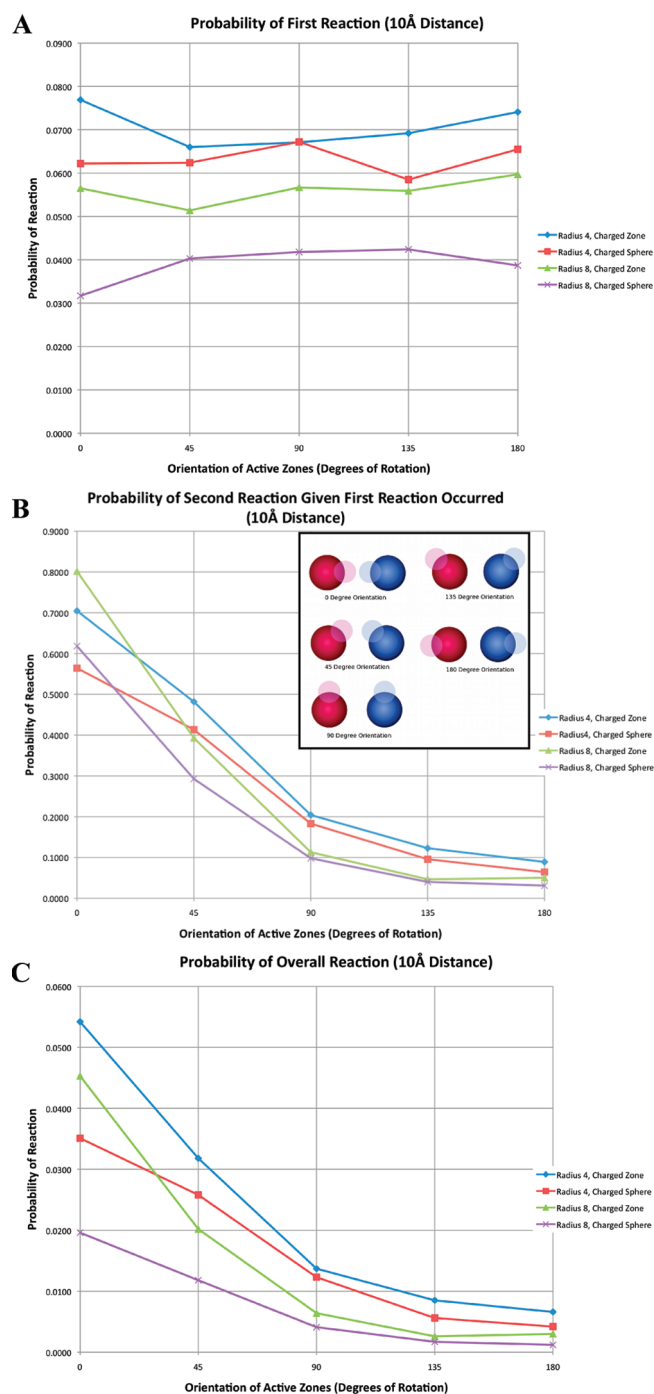 A
Probability of First Reaction (10Å Distance)
0.0900
0.0800
0.0700
0.0600
0.0500
0.0400
0.0300
0.0200
0.0100
0.0000
Probability of Reaction
0 45 90 135 180
Orientation of Active Zones (Degrees of Rotation)
Radius 4, Charged Zone
Radius 4, Charged Sphere
Radius 8, Charged Zone
Radius 8, Charged Sphere
B
Probability of Second Reaction Given First Reaction Occurred
(10Å Distance)
0.9000
0.8000
0.7000
0.6000
0.5000
0.4000
0.3000
0.2000
0.1000
0.0000
Probability of Reaction
0 Degree Orientation
135 Degree Orientation
45 Degree Orientation
180 Degree Orientation
90 Degree Orientation
0 45 90 135 180
Orientation of Active Zones (Degrees of Rotation)
Radius 4, Charged Zone
Radius4, Charged Sphere
Radius 8, Charged Zone
Radius 8, Charged Sphere
C
Probability of Overall Reaction (10Å Distance)
0.0600
0.0500
0.0400
0.0300
0.0200
0.0100
0.0000
Probability of Reaction
0 45 90 135 180
Orientation of Active Zones (Degrees of Rotation)
Radius 4, Charged Zone
Radius 4, Charged Sphere
Radius 8, Charged Zone
Radius 8, Charged Sphere